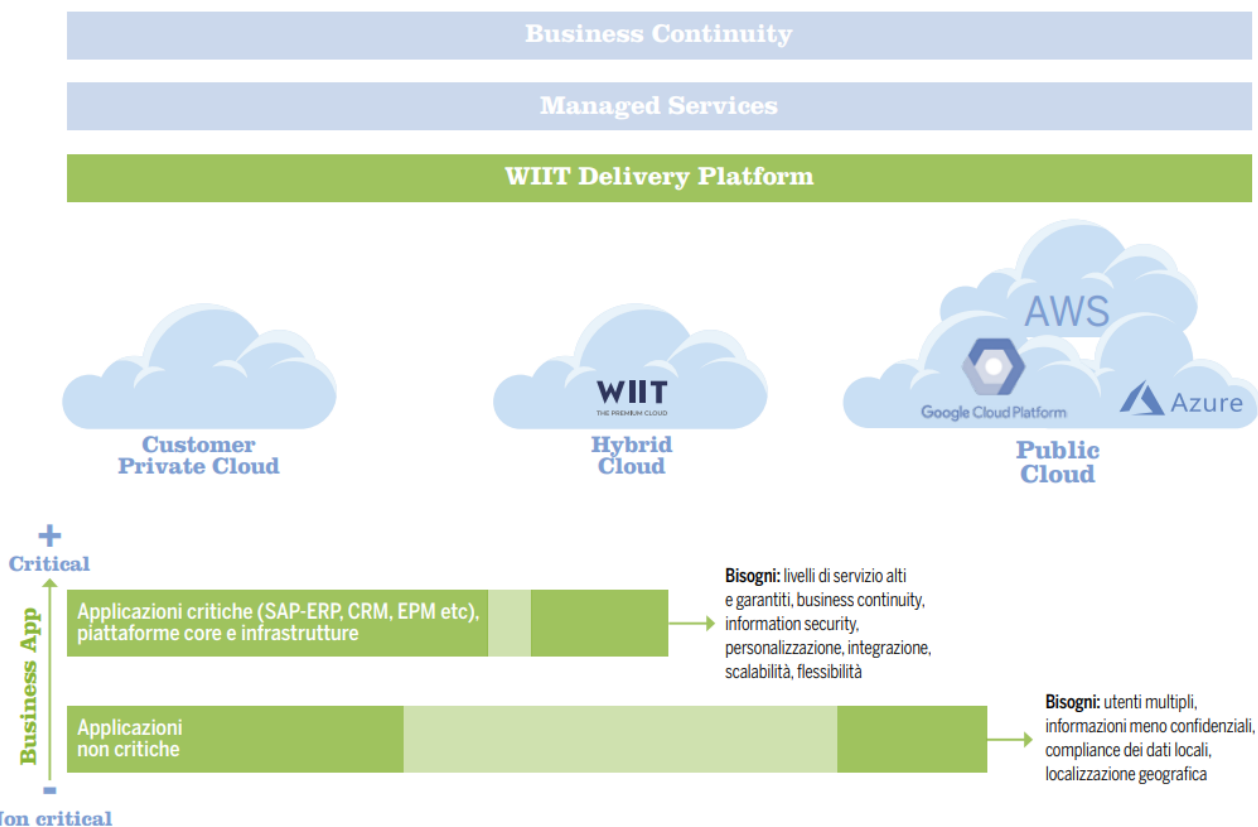 Business Continuity
Managed Services
WIIT Delivery Platform
AWS
Google Cloud Platform
Azure
WIIT
THE PREMIUM CLOUD
Customer
Private Cloud
Hybrid
Cloud
Public
Cloud
+
Critical
Business App
Applicazioni critiche (SAP-ERP, CRM, EPM etc),
piattaforme core e infrastrutture
Bisogni: livelli di servizio alti
e garantiti, business continuity,
information security,
personalizzazione, integrazione,
scalabilità, flessibilità
Applicazioni
non critiche
Bisogni: utenti multipli,
informazioni meno confidenziali,
compliance dei dati locali,
localizzazione geografica
-
Non critical